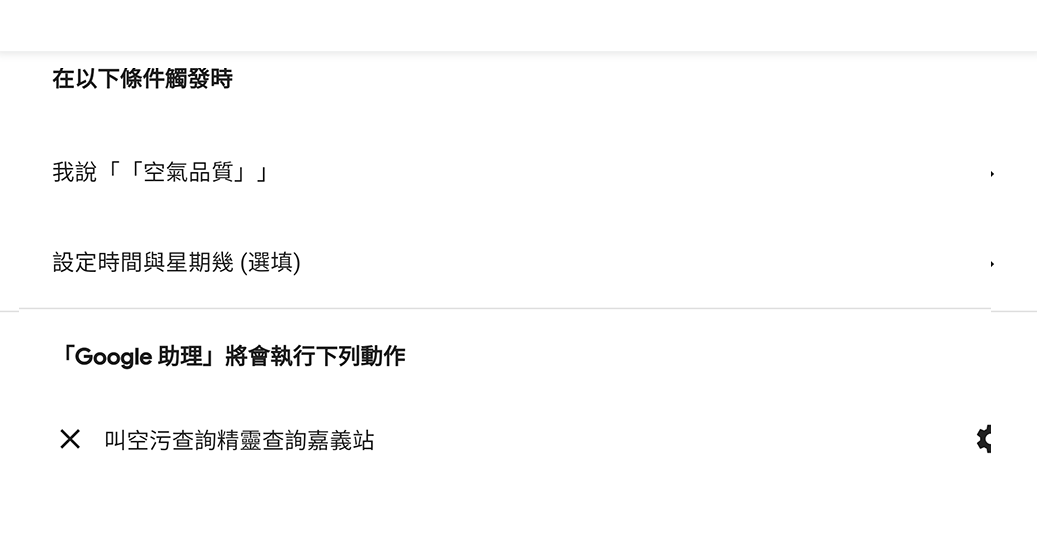 在以下條件觸發時
我說「「空氣品質」」
設定時間與星期幾 (選填)
「Google 助理」將會執行下列動作
叫空污查詢精靈查詢嘉義站